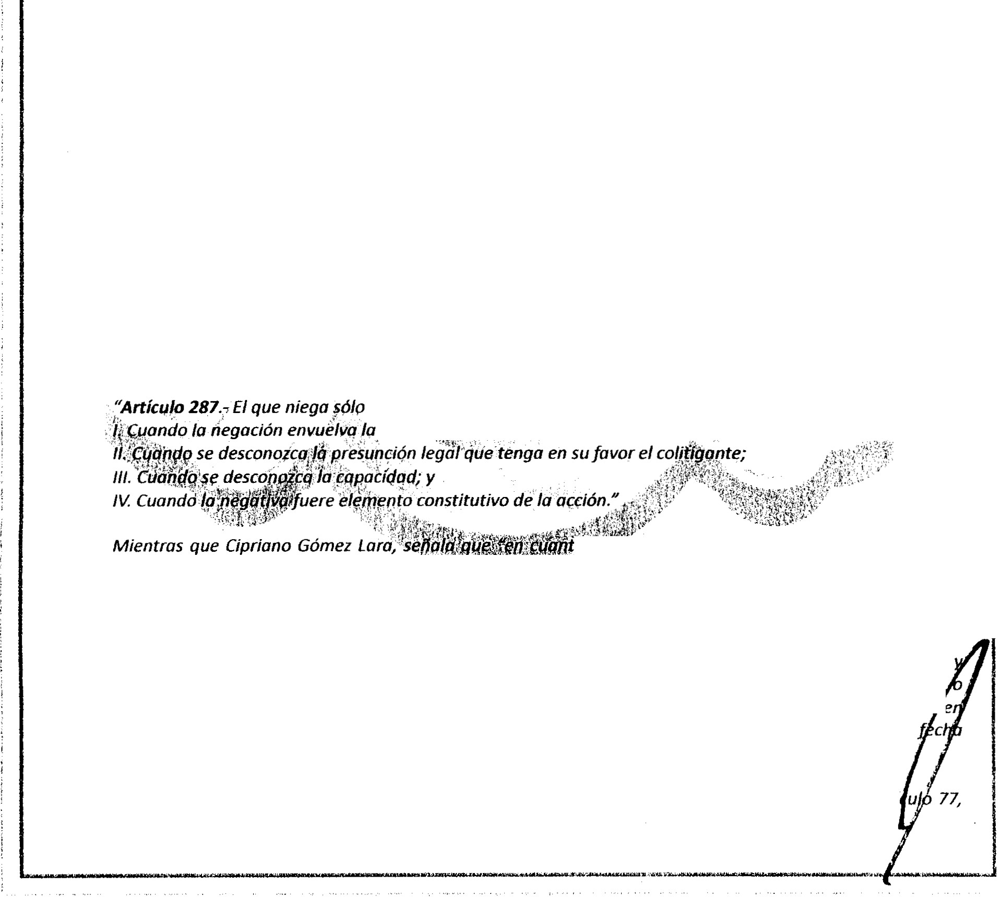 “Artículo 287.- El que niega sólo
I. Cuando la negación envuelva la
II. Cuando se desconozca la presunción legal que tenga en su favor el colitigante;
III. Cuando se desconozca la capacidad; y
IV. Cuando la negativa fuere elemento constitutivo de la acción.”
Mientras que Cipriano Gómez Lara, señala que “en cuant
y
o
en
fecha
ulo 77,